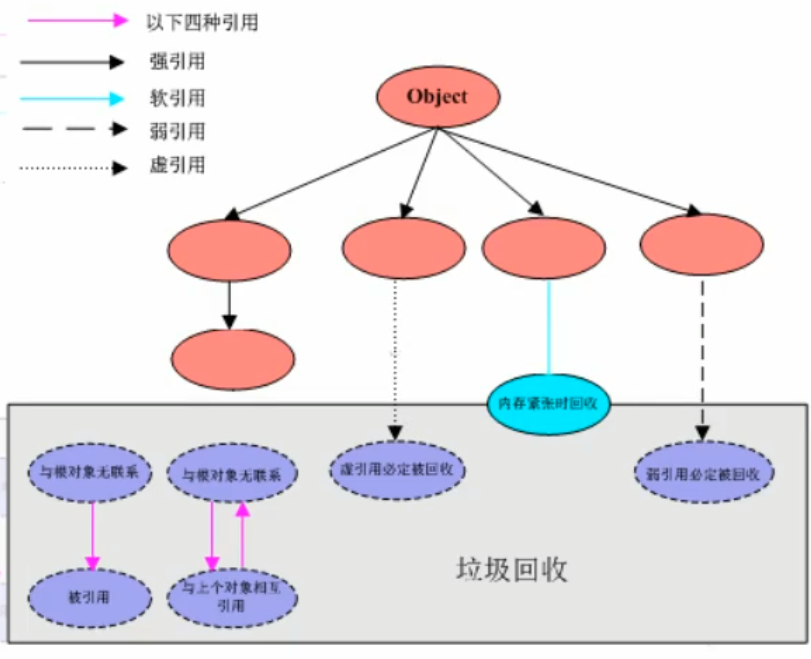 以下四种引用
强引用
软引用
弱引用
虚引用
Object
内存紧张时回收
与根对象无联系
与根对象无联系
虚引用必定被回收
弱引用必定被回收
垃圾回收
被引用
与上个对象相互
引用